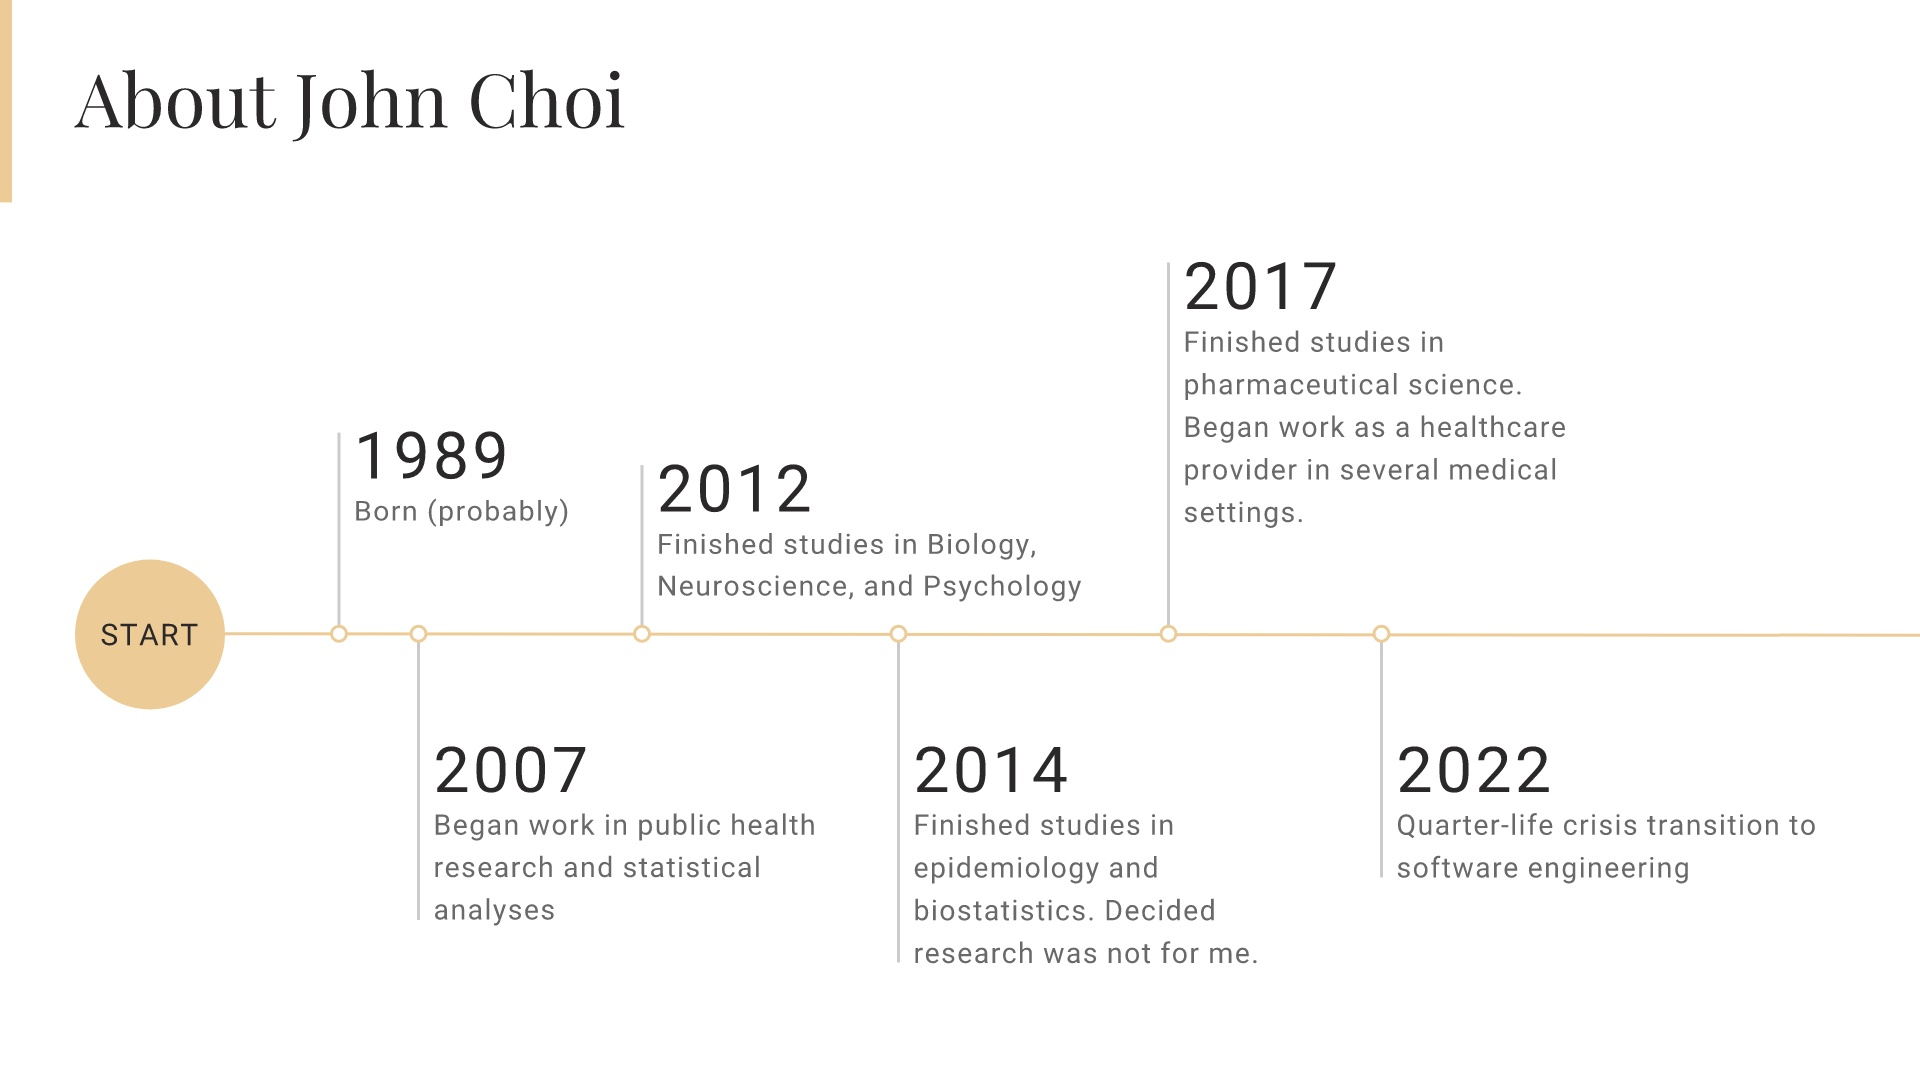 About John Choi
START
1989
Born (probably)
2007
Began work in public health
research and statistical
analyses
2012
Finished studies in Biology,
Neuroscience, and Psychology
2014
Finished studies in
epidemiology and
biostatistics. Decided
research was not for me.
2017
Finished studies in
pharmaceutical science.
Began work as a healthcare
provider in several medical
settings.
2022
Quarter-life crisis transition to
software engineering